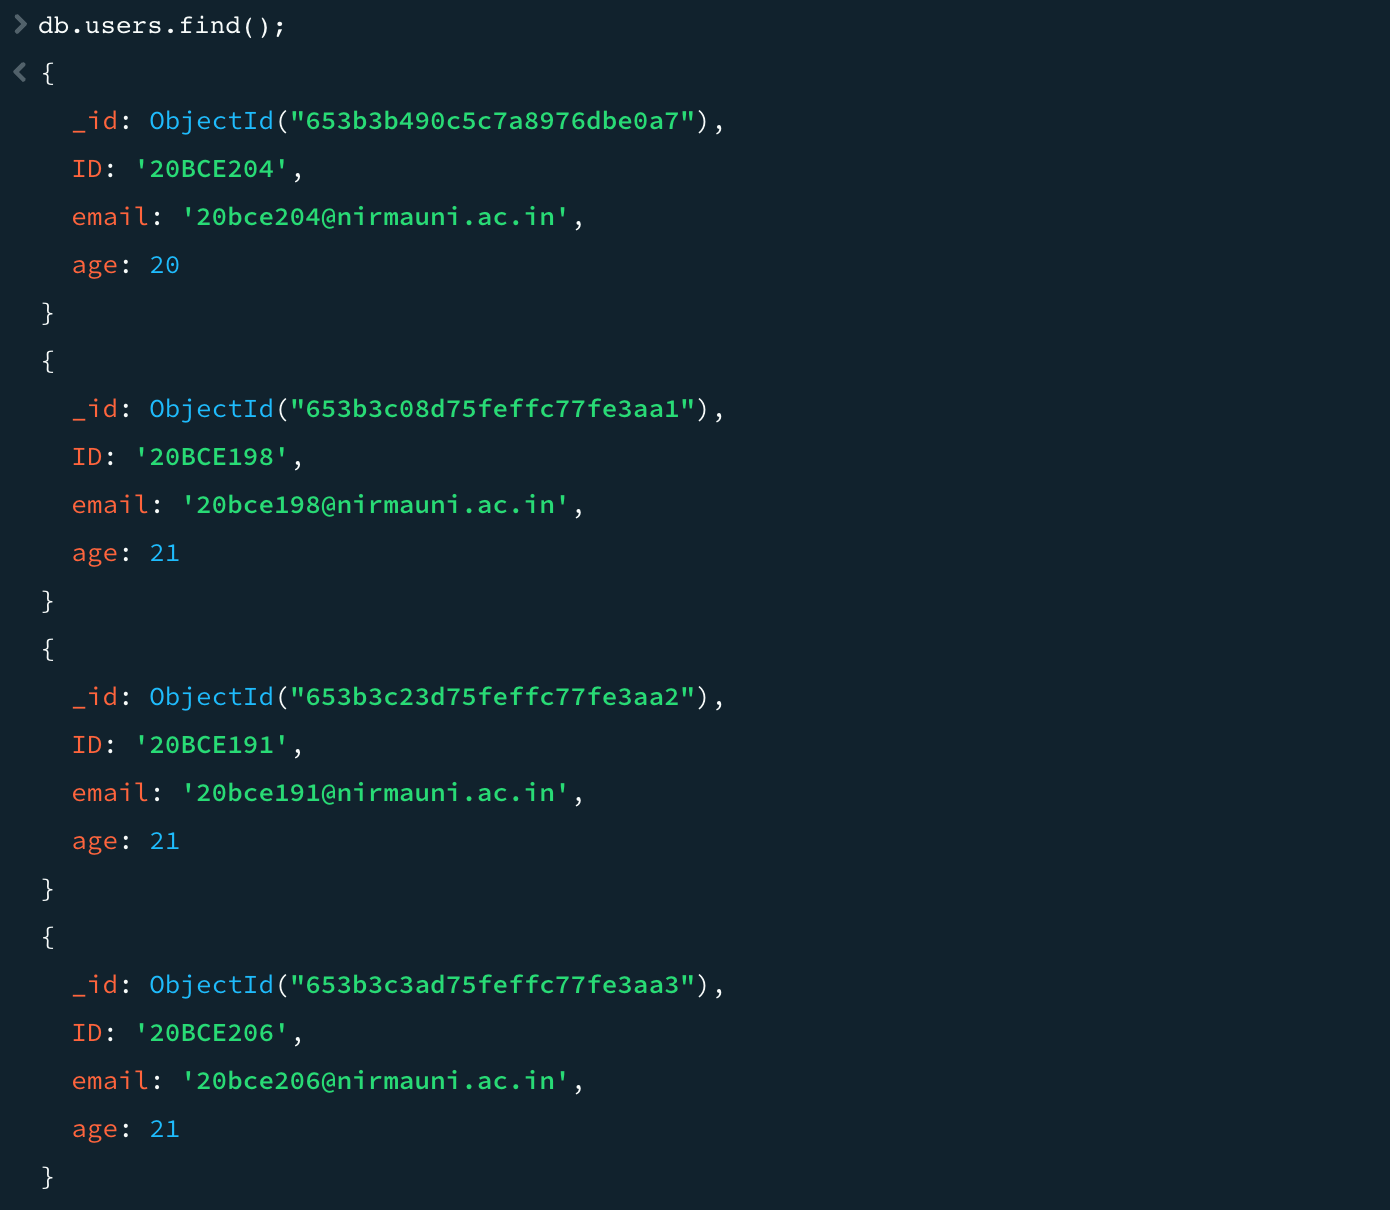 > db.users.find();
< {
_id: ObjectId("653b3b490c5c7a8976dbe0a7"),
ID: '20BCE204',
email: '20bce204@nirmauni.ac.in',
age: 20
}
{
_id: ObjectId("653b3c08d75feffc77fe3aa1"),
ID: '20BCE198',
email: '20bce198@nirmauni.ac.in',
age: 21
}
{
_id: ObjectId("653b3c23d75feffc77fe3aa2"),
ID: '20BCE191',
email: '20bce191@nirmauni.ac.in',
age: 21
}
{
_id: ObjectId("653b3c3ad75feffc77fe3aa3"),
ID: '20BCE206',
email: '20bce206@nirmauni.ac.in',
age: 21
}